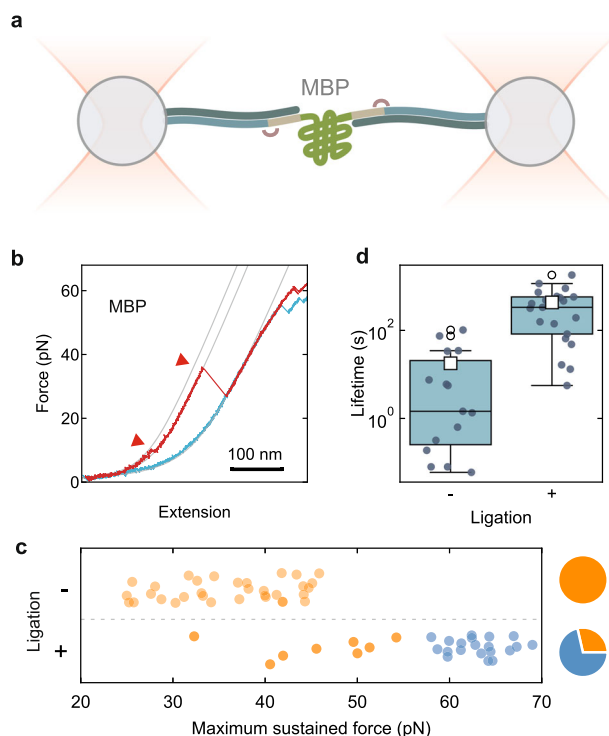 a
MBP
b
MBP
Force (pN)
60
40
20
0
100 nm
Extension
d
Lifetime (s)
10²
10⁰
-
+
Ligation
c
Ligation
-
+
20 30 40 50 60 70
Maximum sustained force (pN)